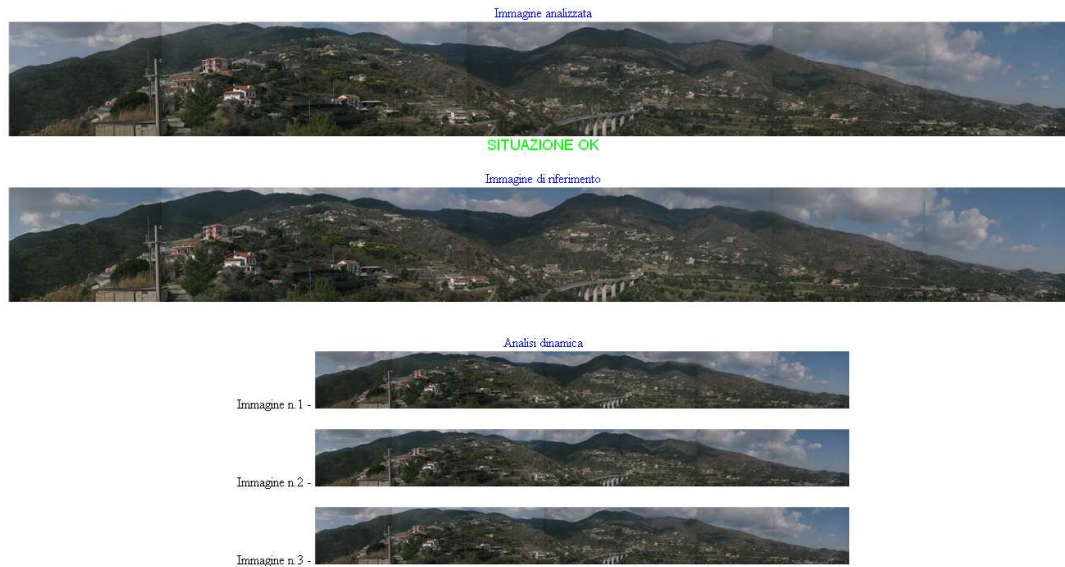 Immagine analizzata
SITUAZIONE OK
Immagine di riferimento
Analisi dinamica
Immagine n.1 -
Immagine n.2 -
Immagine n.3 -